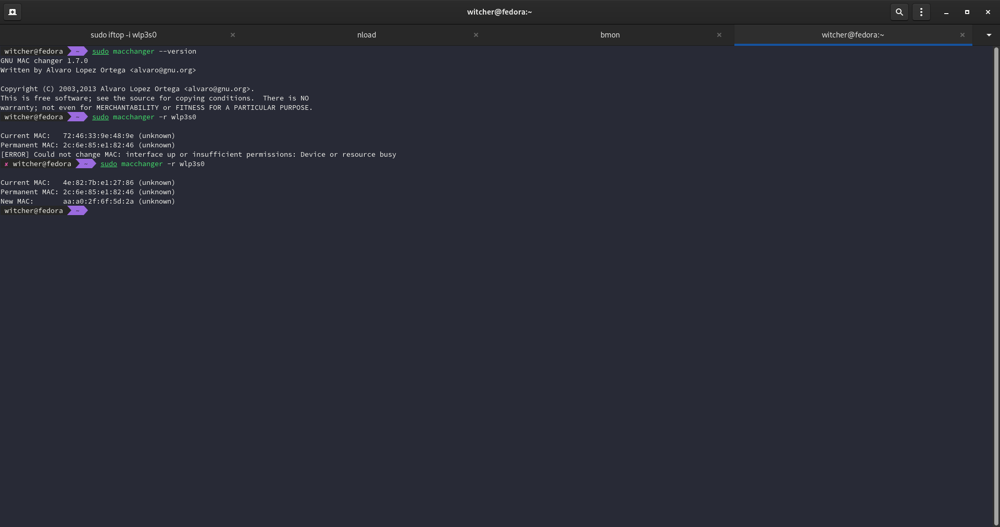 witcher@fedora:~
sudo iftop -i wlp3s0
nload
bmon
witcher@fedora:~
witcher@fedora ~ sudo macchanger --version
GNU MAC changer 1.7.0
Written by Alvaro Lopez Ortega <alvaro@gnu.org>
Copyright (C) 2003,2013 Alvaro Lopez Ortega <alvaro@gnu.org>.
This is free software; see the source for copying conditions.  There is NO
warranty; not even for MERCHANTABILITY or FITNESS FOR A PARTICULAR PURPOSE.
witcher@fedora ~ sudo macchanger -r wlp3s0
Current MAC:   72:46:33:9e:48:9e (unknown)
Permanent MAC: 2c:6e:85:e1:82:46 (unknown)
[ERROR] Could not change MAC: interface up or insufficient permissions: Device or resource busy
✘ witcher@fedora ~ sudo macchanger -r wlp3s0
Current MAC:   4e:82:7b:e1:27:86 (unknown)
Permanent MAC: 2c:6e:85:e1:82:46 (unknown)
New MAC:       aa:a0:2f:6f:5d:2a (unknown)
witcher@fedora ~